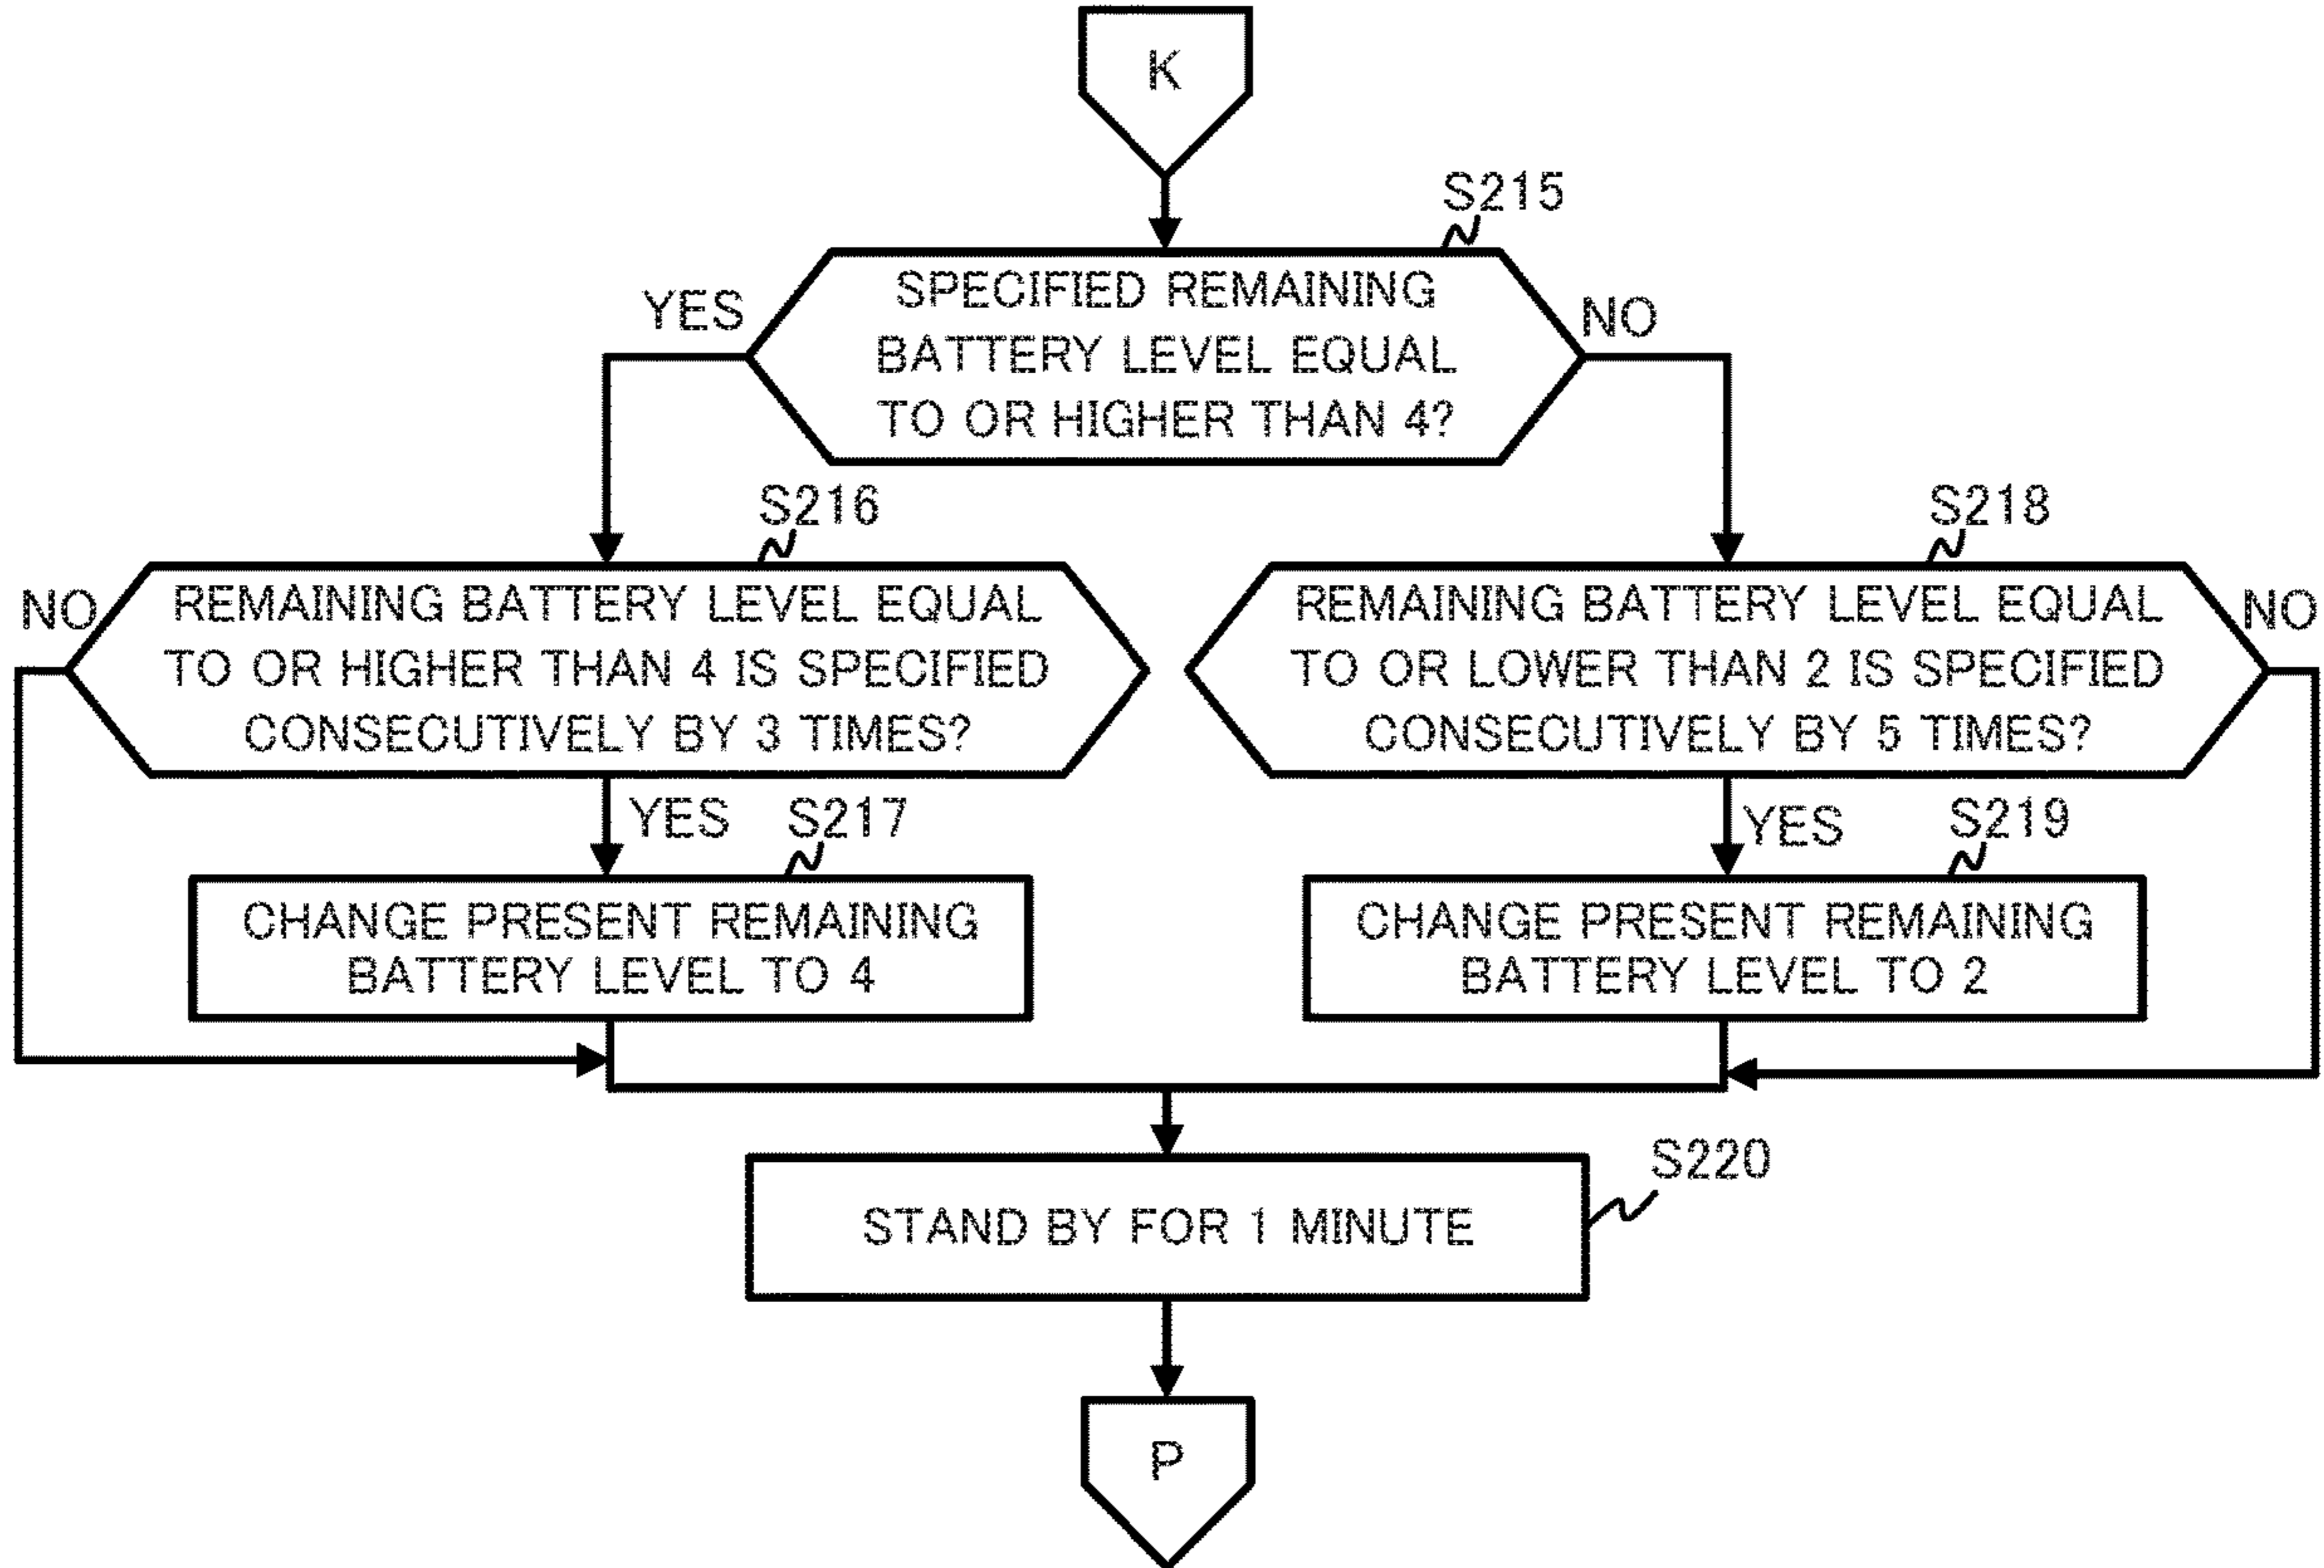 K
S215
SPECIFIED REMAINING
BATTERY LEVEL EQUAL
TO OR HIGHER THAN 4?
YES
NO
S216
REMAINING BATTERY LEVEL EQUAL
TO OR HIGHER THAN 4 IS SPECIFIED
CONSECUTIVELY BY 3 TIMES?
NO
YES
S217
CHANGE PRESENT REMAINING
BATTERY LEVEL TO 4
S218
REMAINING BATTERY LEVEL EQUAL
TO OR LOWER THAN 2 IS SPECIFIED
CONSECUTIVELY BY 5 TIMES?
NO
YES
S219
CHANGE PRESENT REMAINING
BATTERY LEVEL TO 2
S220
STAND BY FOR 1 MINUTE
P